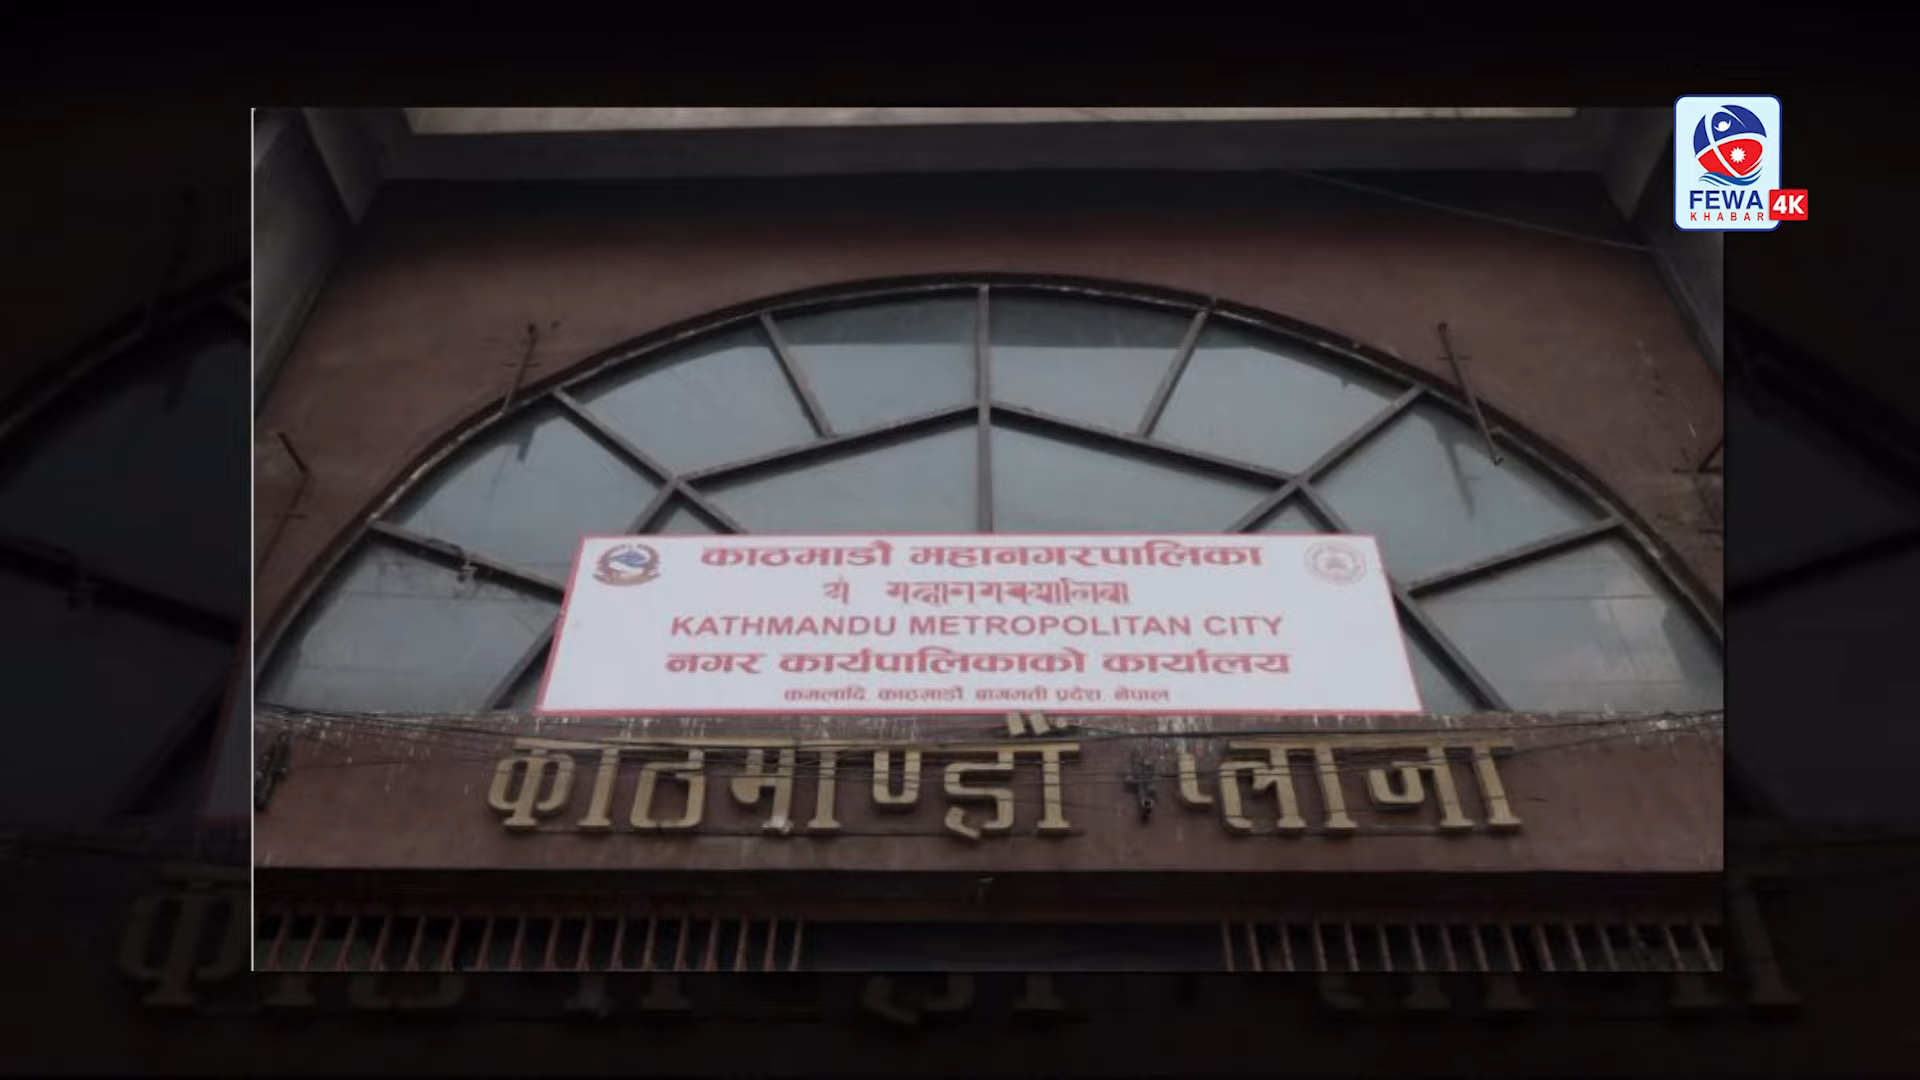 FEWA
KHABAR
4K
काठमाडौं महानगरपालिका
KATHMANDU METROPOLITAN CITY
नगर कार्यपालिकाको कार्यालय
कमलादि, काठमाडौं, बागमती प्रदेश, नेपाल
काठमाण्डौं प्लाजा